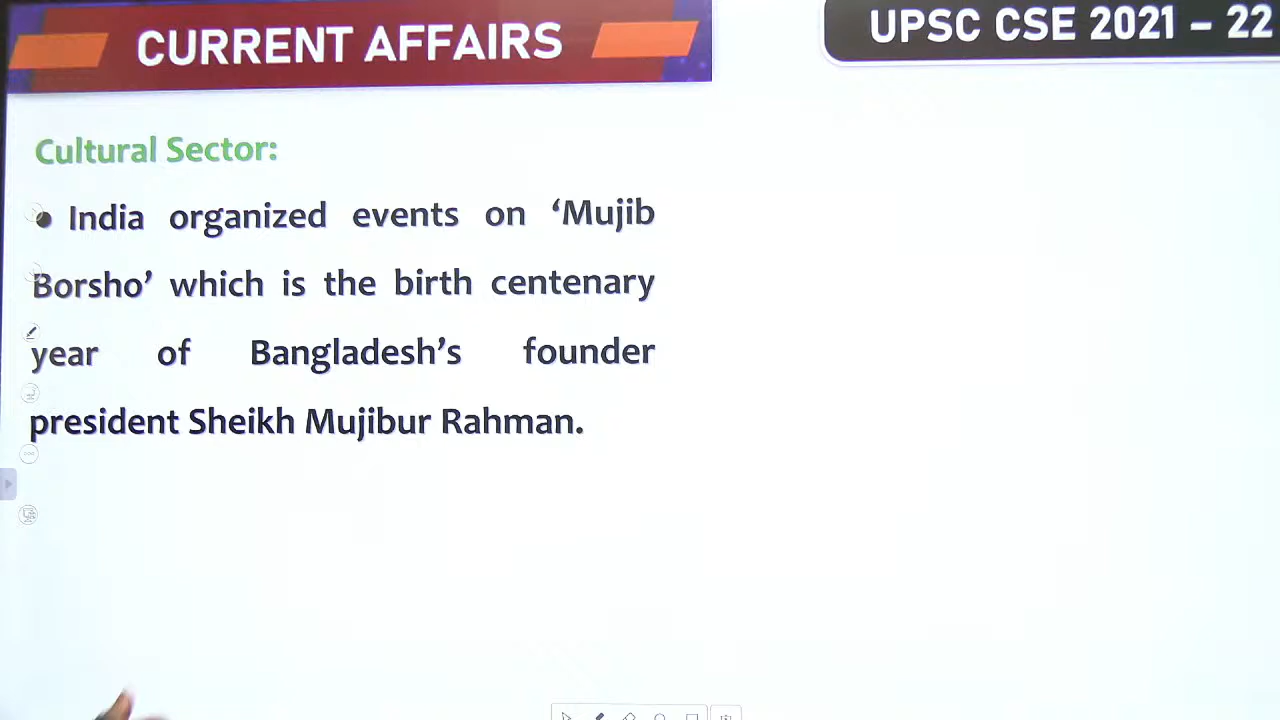 CURRENT AFFAIRS
UPSC CSE 2021 – 22
Cultural Sector:
● India organized events on ‘Mujib
Borsho’ which is the birth centenary
year of Bangladesh’s founder
president Sheikh Mujibur Rahman.